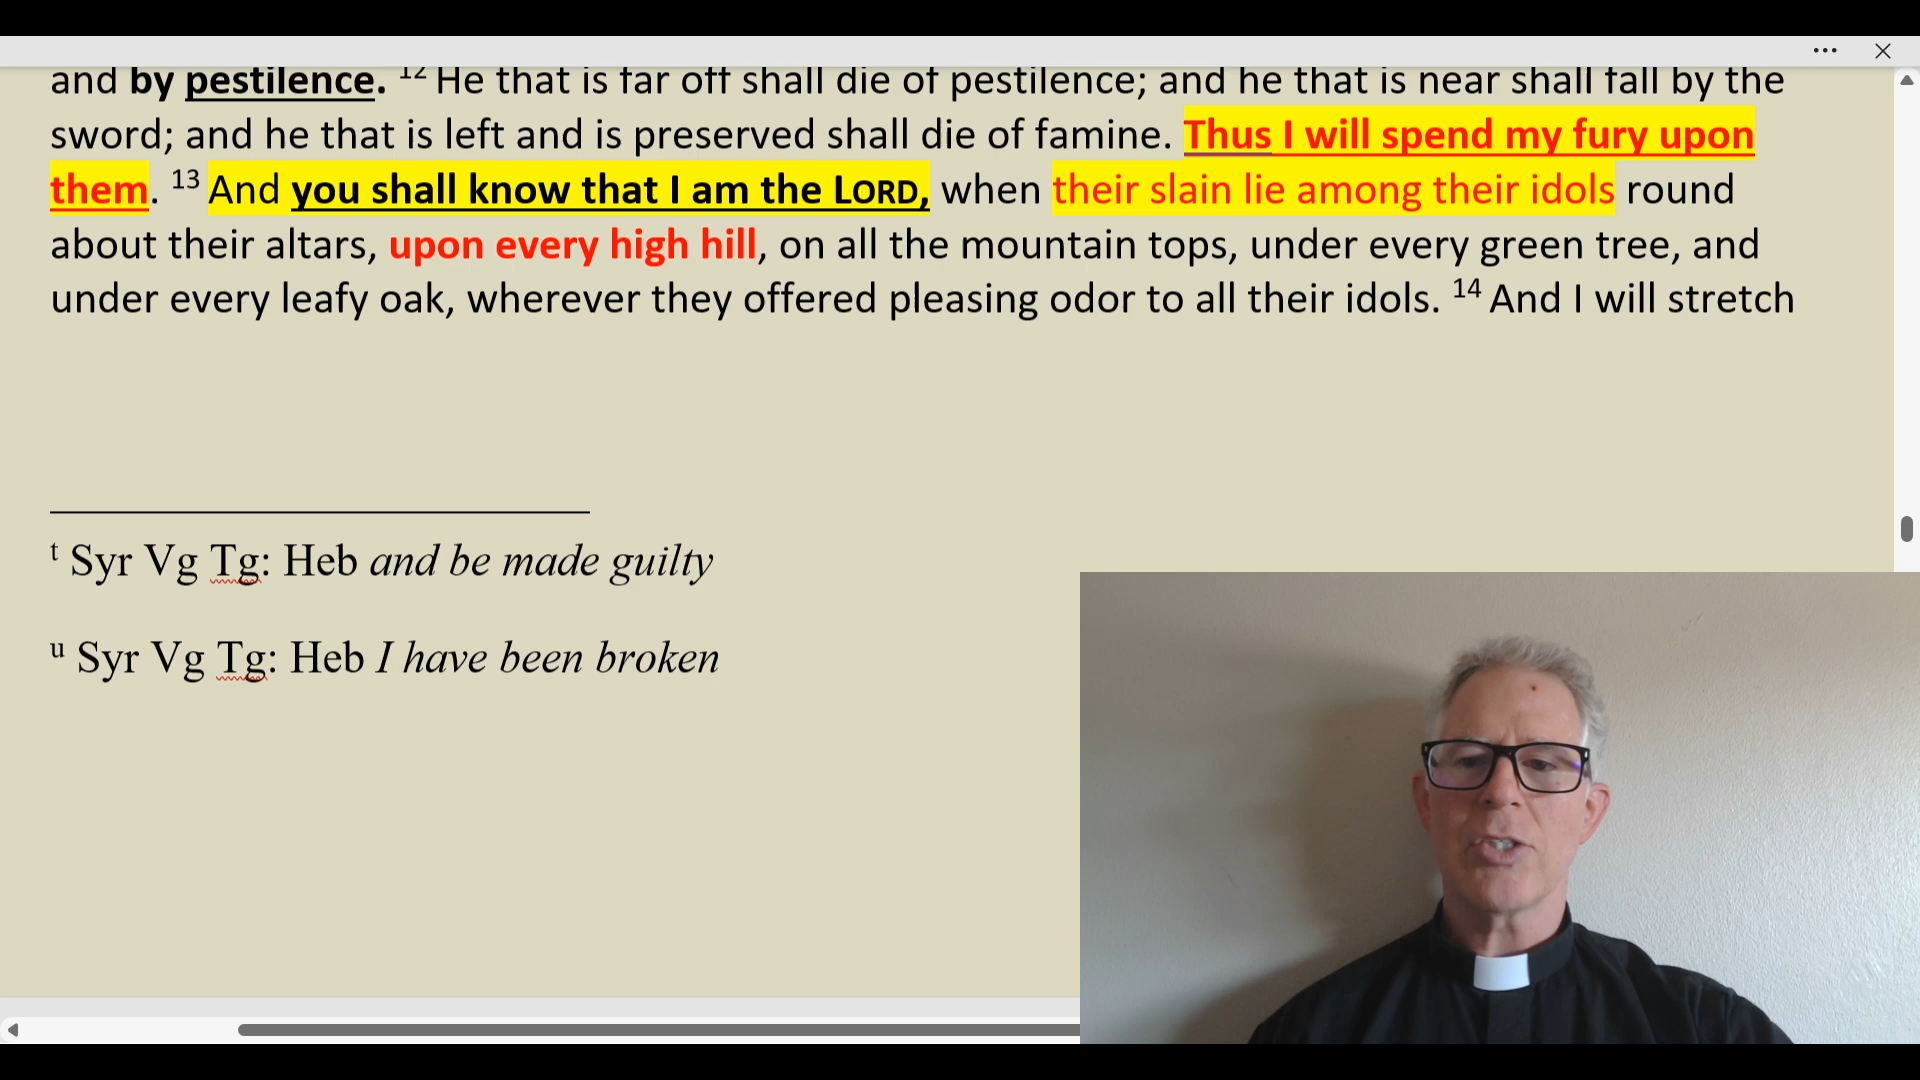 and by pestilence. 12 He that is far off shall die of pestilence; and he that is near shall fall by the
sword; and he that is left and is preserved shall die of famine. Thus I will spend my fury upon
them. 13 And you shall know that I am the LORD, when their slain lie among their idols round
about their altars, upon every high hill, on all the mountain tops, under every green tree, and
under every leafy oak, wherever they offered pleasing odor to all their idols. 14 And I will stretch
t Syr Vg Tg: Heb and be made guilty
u Syr Vg Tg: Heb I have been broken